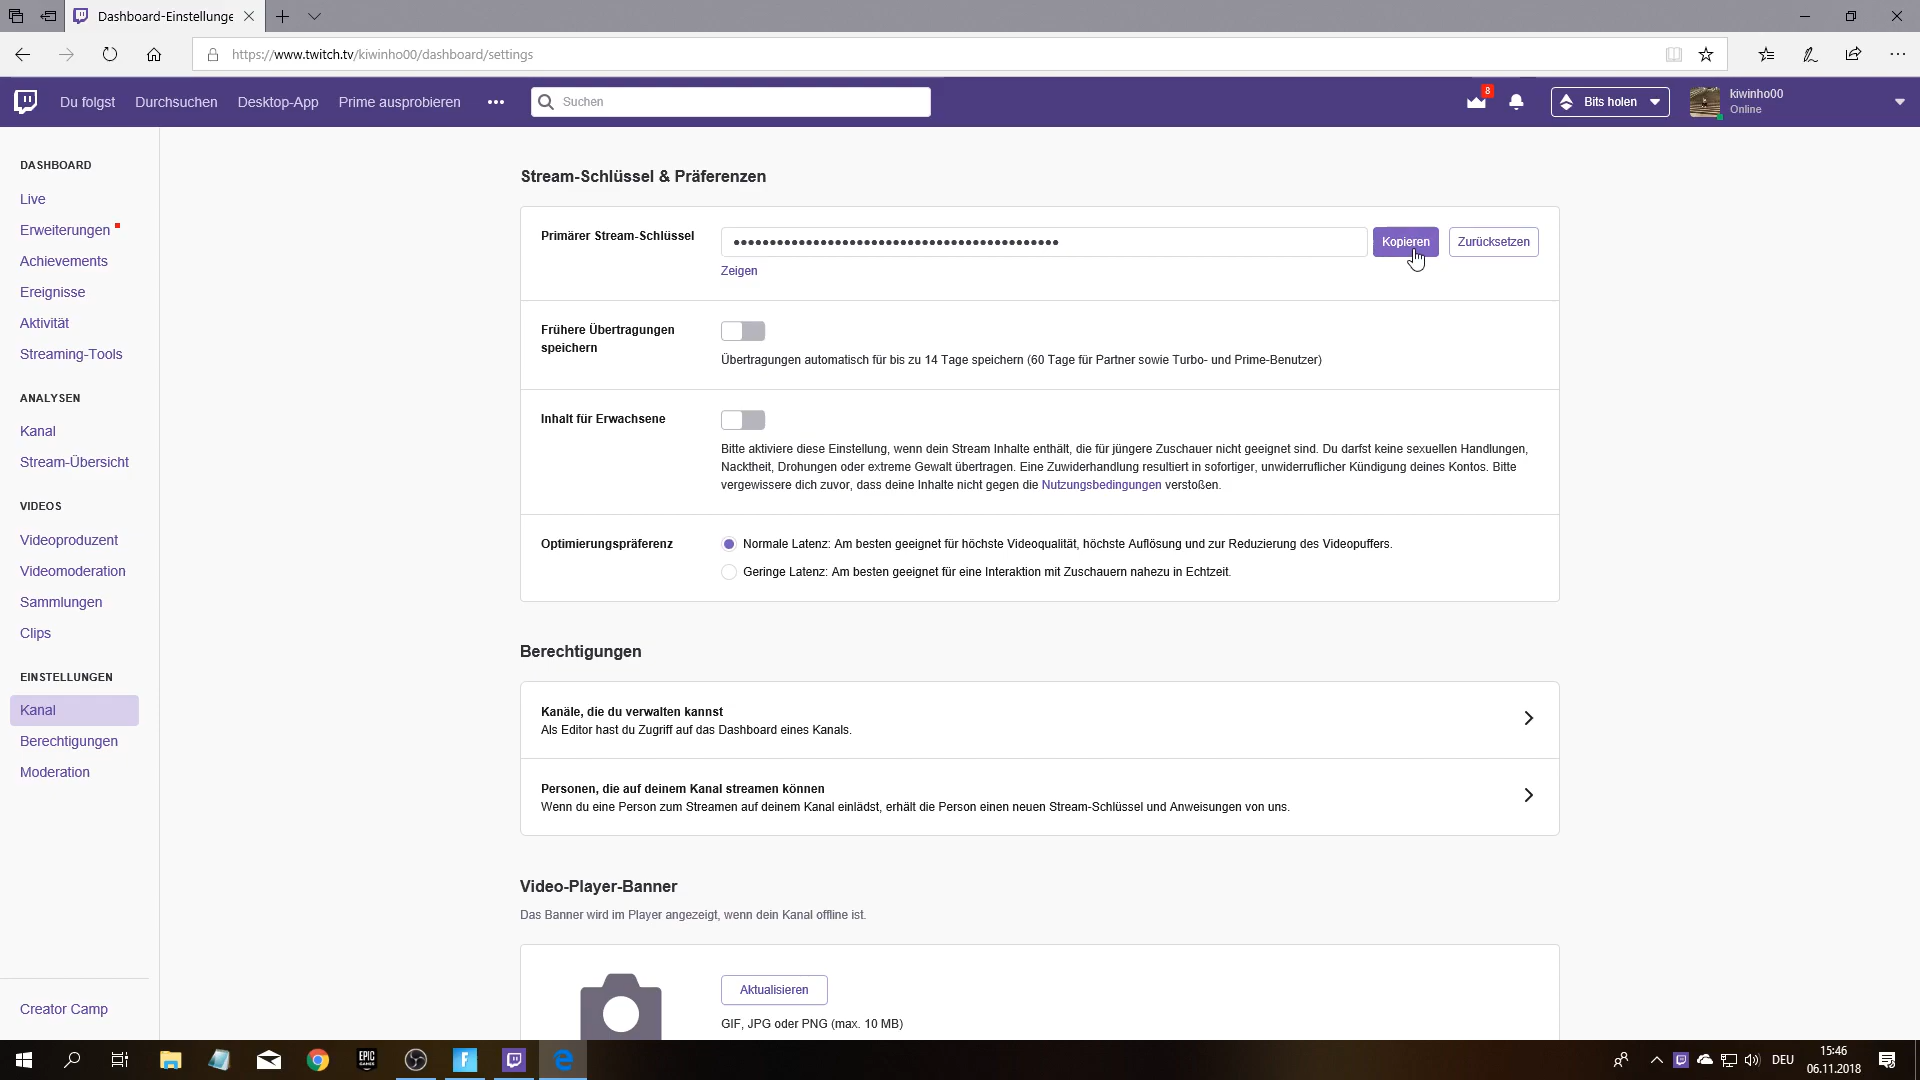 Dashboard-Einstellunge
https://www.twitch.tv/kiwinho00/dashboard/settings
Du folgst
Durchsuchen
Desktop-App
Prime ausprobieren
Suchen
8
Bits holen
kiwinho00
Online
DASHBOARD
Live
Erweiterungen
Achievements
Ereignisse
Aktivität
Streaming-Tools
ANALYSEN
Kanal
Stream-Übersicht
VIDEOS
Videoproduzent
Videomoderation
Sammlungen
Clips
EINSTELLUNGEN
Kanal
Berechtigungen
Moderation
Creator Camp
Stream-Schlüssel & Präferenzen
Primärer Stream-Schlüssel
Kopieren
Zurücksetzen
Zeigen
Frühere Übertragungen
speichern
Übertragungen automatisch für bis zu 14 Tage speichern (60 Tage für Partner sowie Turbo- und Prime-Benutzer)
Inhalt für Erwachsene
Bitte aktiviere diese Einstellung, wenn dein Stream Inhalte enthält, die für jüngere Zuschauer nicht geeignet sind. Du darfst keine sexuellen Handlungen,
Nacktheit, Drohungen oder extreme Gewalt übertragen. Eine Zuwiderhandlung resultiert in sofortiger, unwiderruflicher Kündigung deines Kontos. Bitte
vergewissere dich zuvor, dass deine Inhalte nicht gegen die Nutzungsbedingungen verstoßen.
Optimierungspräferenz
Normale Latenz: Am besten geeignet für höchste Videoqualität, höchste Auflösung und zur Reduzierung des Videopuffers.
Geringe Latenz: Am besten geeignet für eine Interaktion mit Zuschauern nahezu in Echtzeit.
Berechtigungen
Kanäle, die du verwalten kannst
Als Editor hast du Zugriff auf das Dashboard eines Kanals.
Personen, die auf deinem Kanal streamen können
Wenn du eine Person zum Streamen auf deinem Kanal einlädst, erhält die Person einen neuen Stream-Schlüssel und Anweisungen von uns.
Video-Player-Banner
Das Banner wird im Player angezeigt, wenn dein Kanal offline ist.
Aktualisieren
GIF, JPG oder PNG (max. 10 MB)
EPIC
GAMES
DEU
15:46
06.11.2018